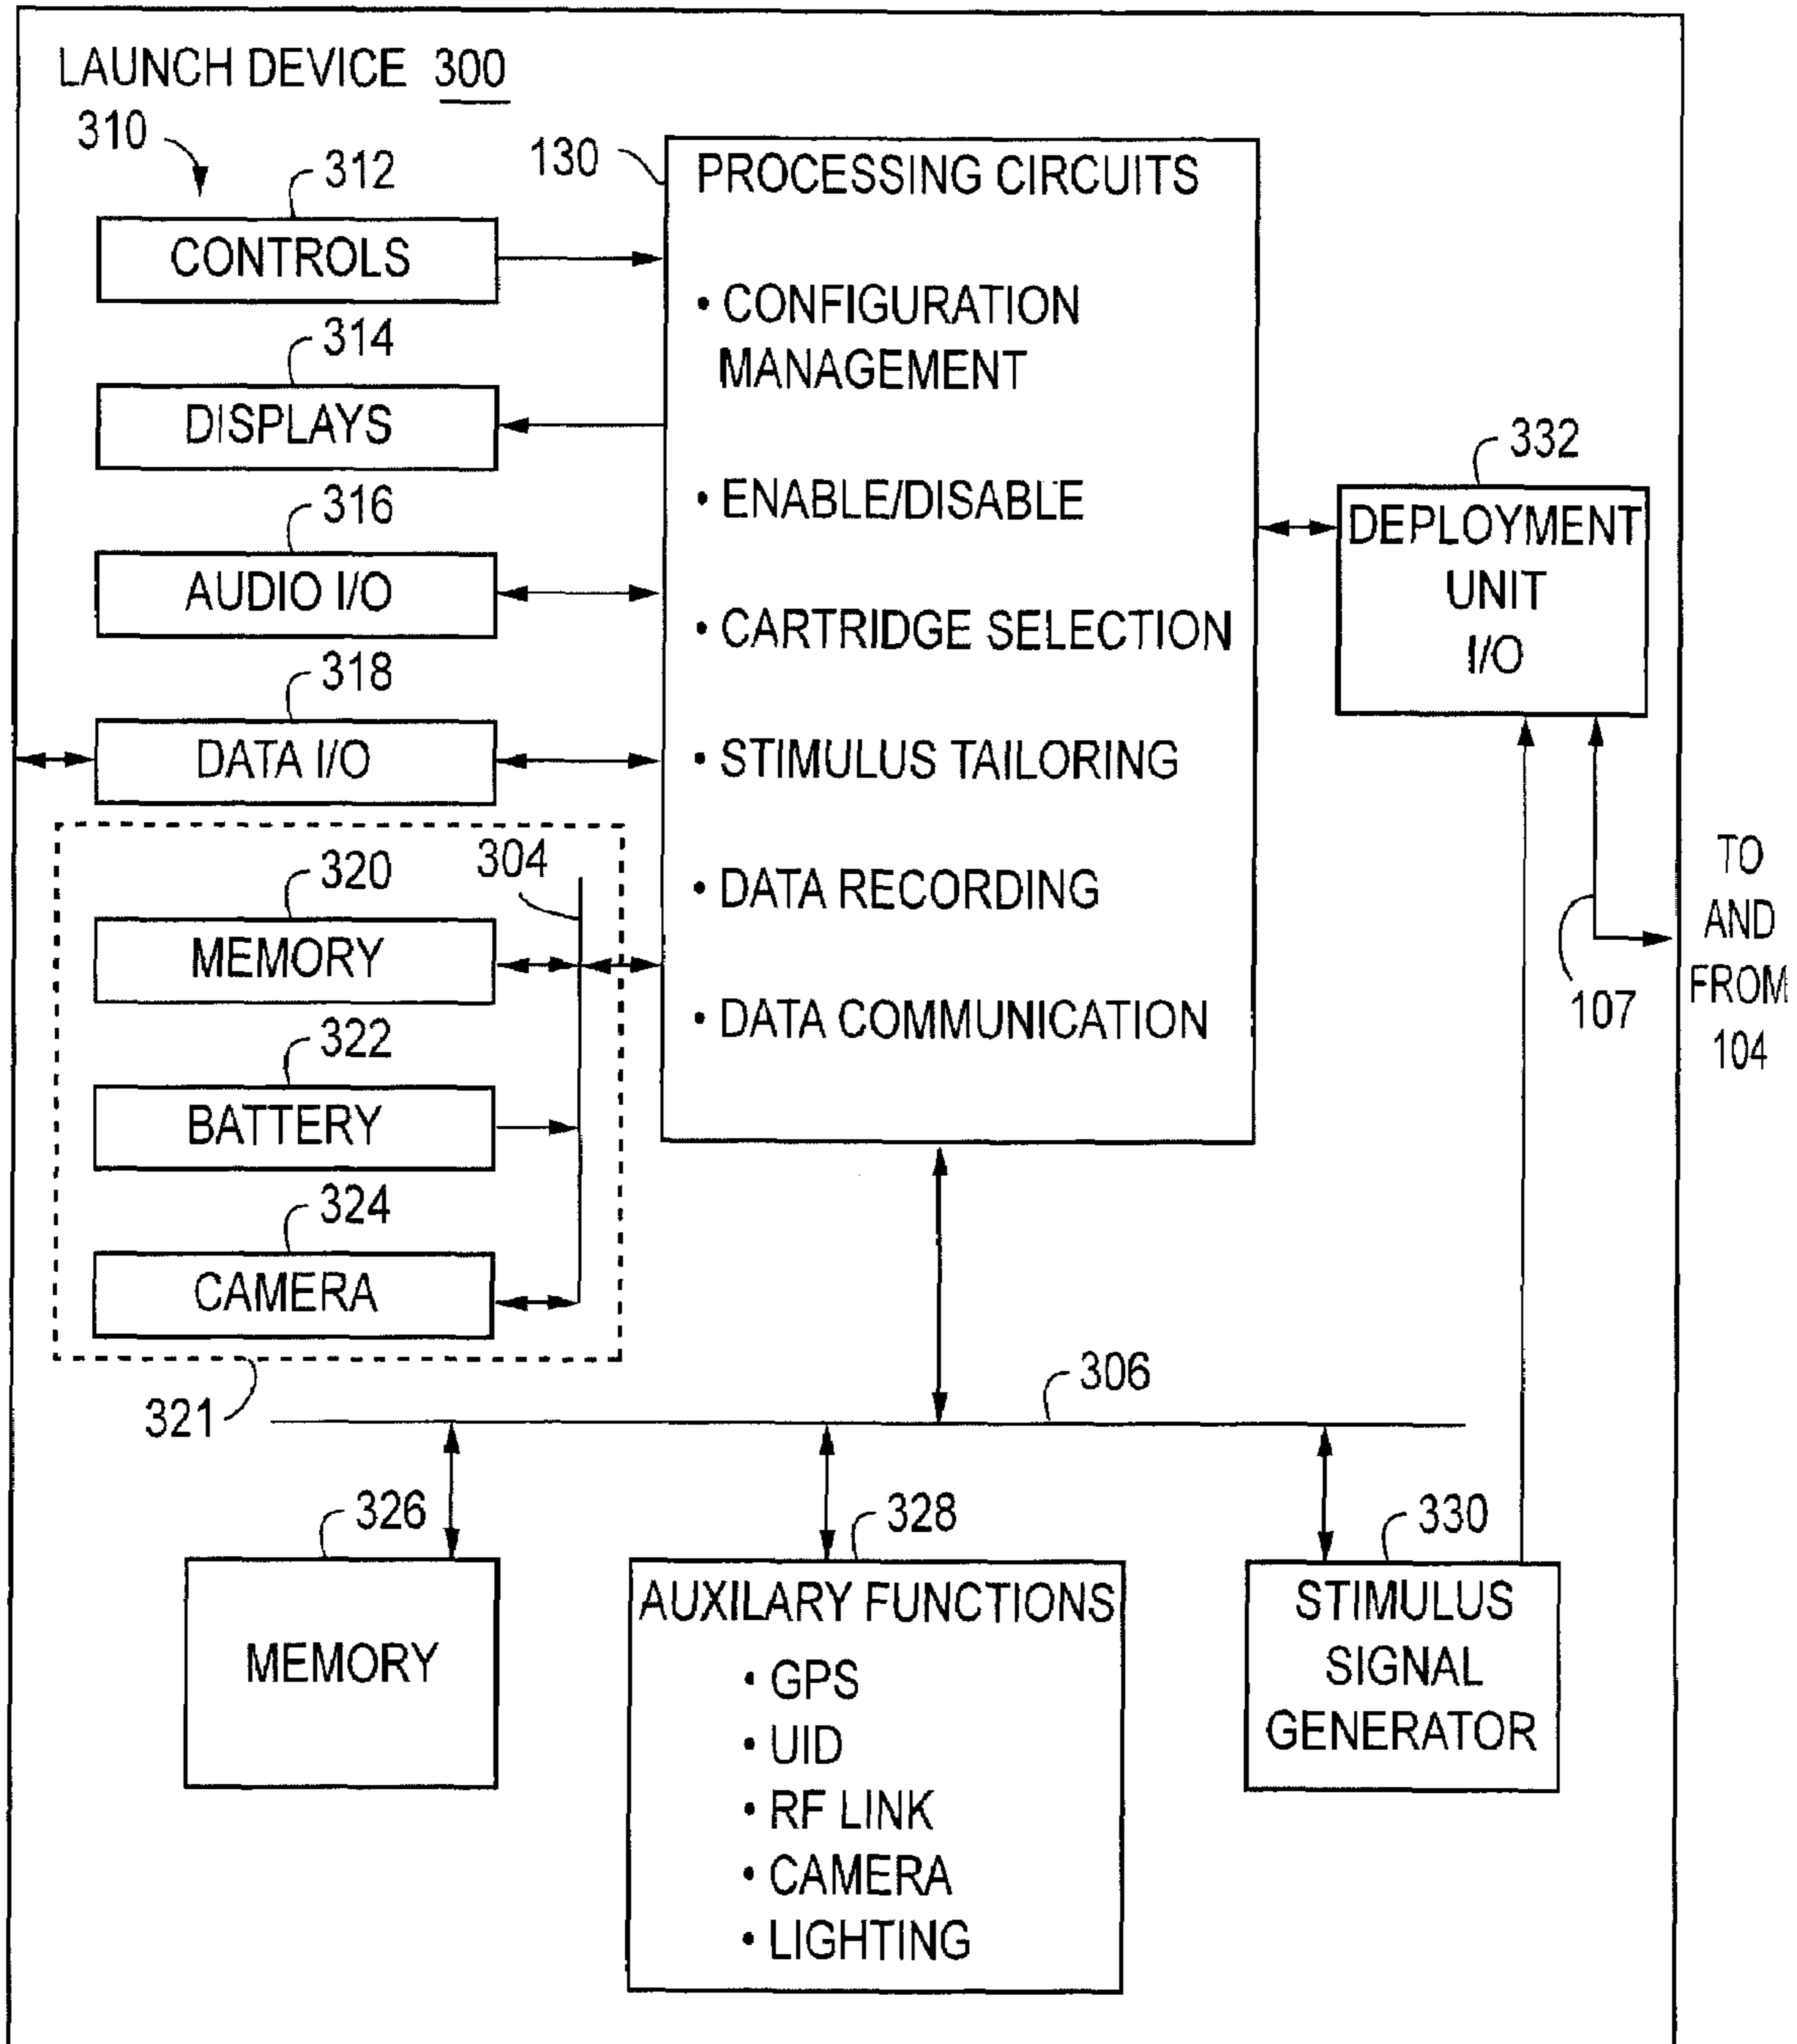 LAUNCH DEVICE 300
310
312
CONTROLS
314
DISPLAYS
316
AUDIO I/O
318
DATA I/O
320
304
MEMORY
322
BATTERY
324
CAMERA
321
130
PROCESSING CIRCUITS
• CONFIGURATION
MANAGEMENT
• ENABLE/DISABLE
• CARTRIDGE SELECTION
• STIMULUS TAILORING
• DATA RECORDING
• DATA COMMUNICATION
332
DEPLOYMENT
UNIT
I/O
107
TO
AND
FROM
104
306
326
MEMORY
328
AUXILARY FUNCTIONS
• GPS
• UID
• RF LINK
• CAMERA
• LIGHTING
330
STIMULUS
SIGNAL
GENERATOR